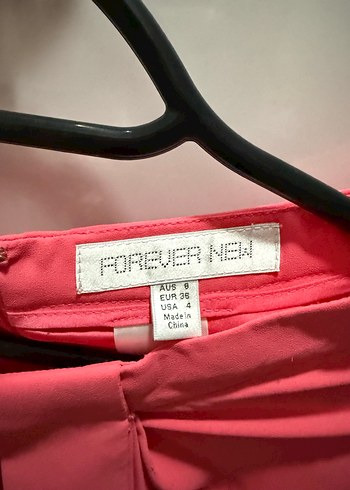 FOREVER NEW
AUS 8
EUR 36
USA 4
Made in
China